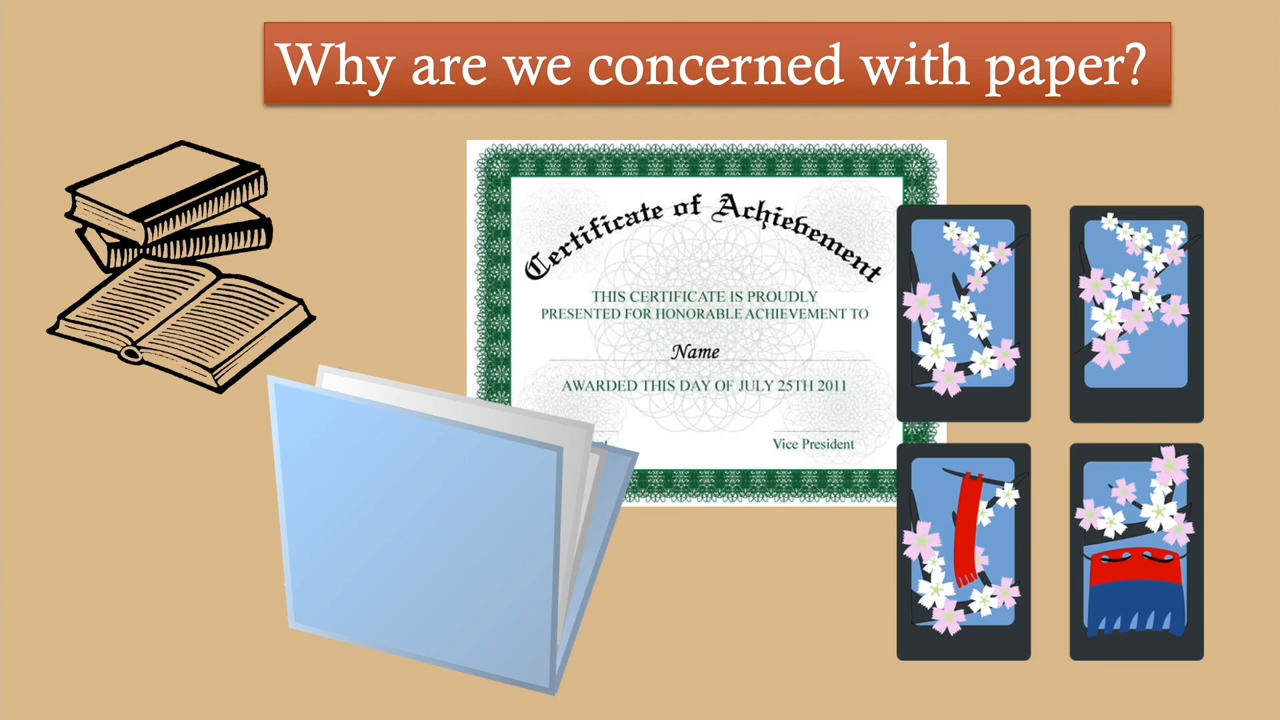 Why are we concerned with paper?
Certificate of Achievement
THIS CERTIFICATE IS PROUDLY
PRESENTED FOR HONORABLE ACHIEVEMENT TO
Name
AWARDED THIS DAY OF JULY 25TH 2011
Vice President